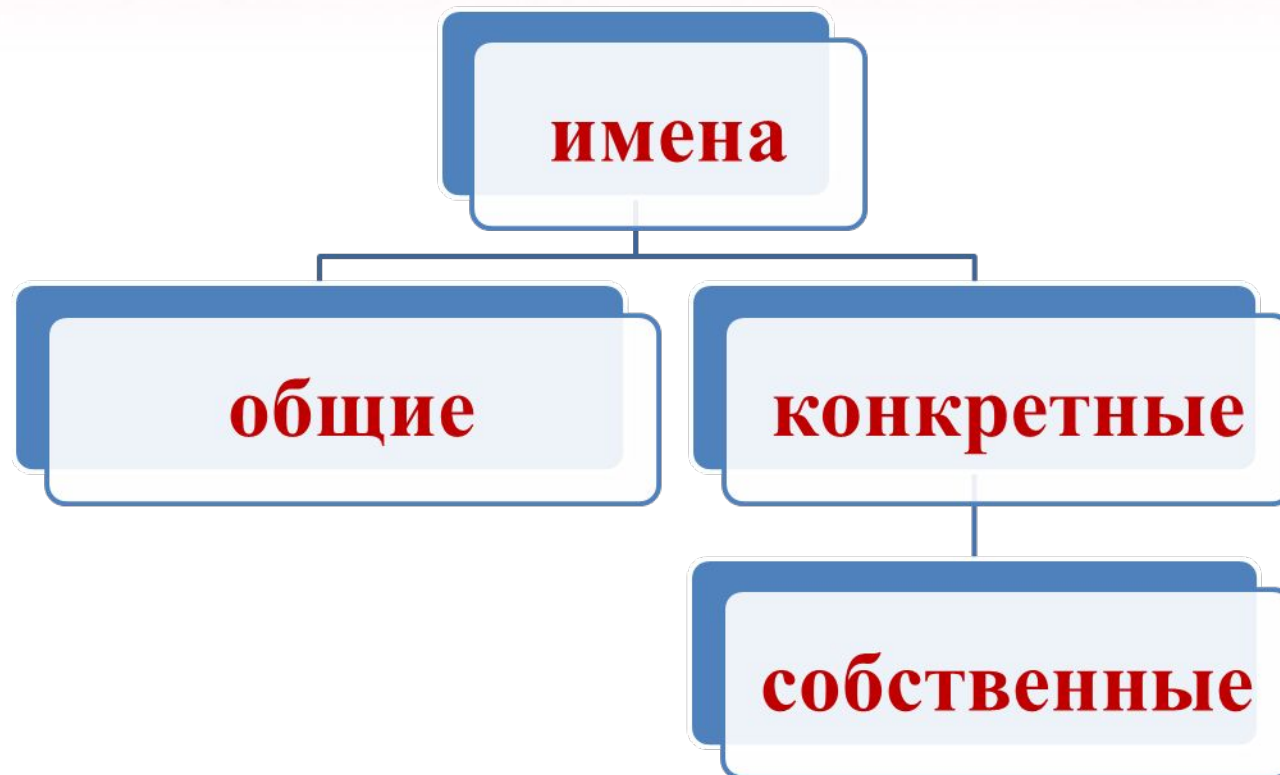 имена
общие
конкретные
собственные